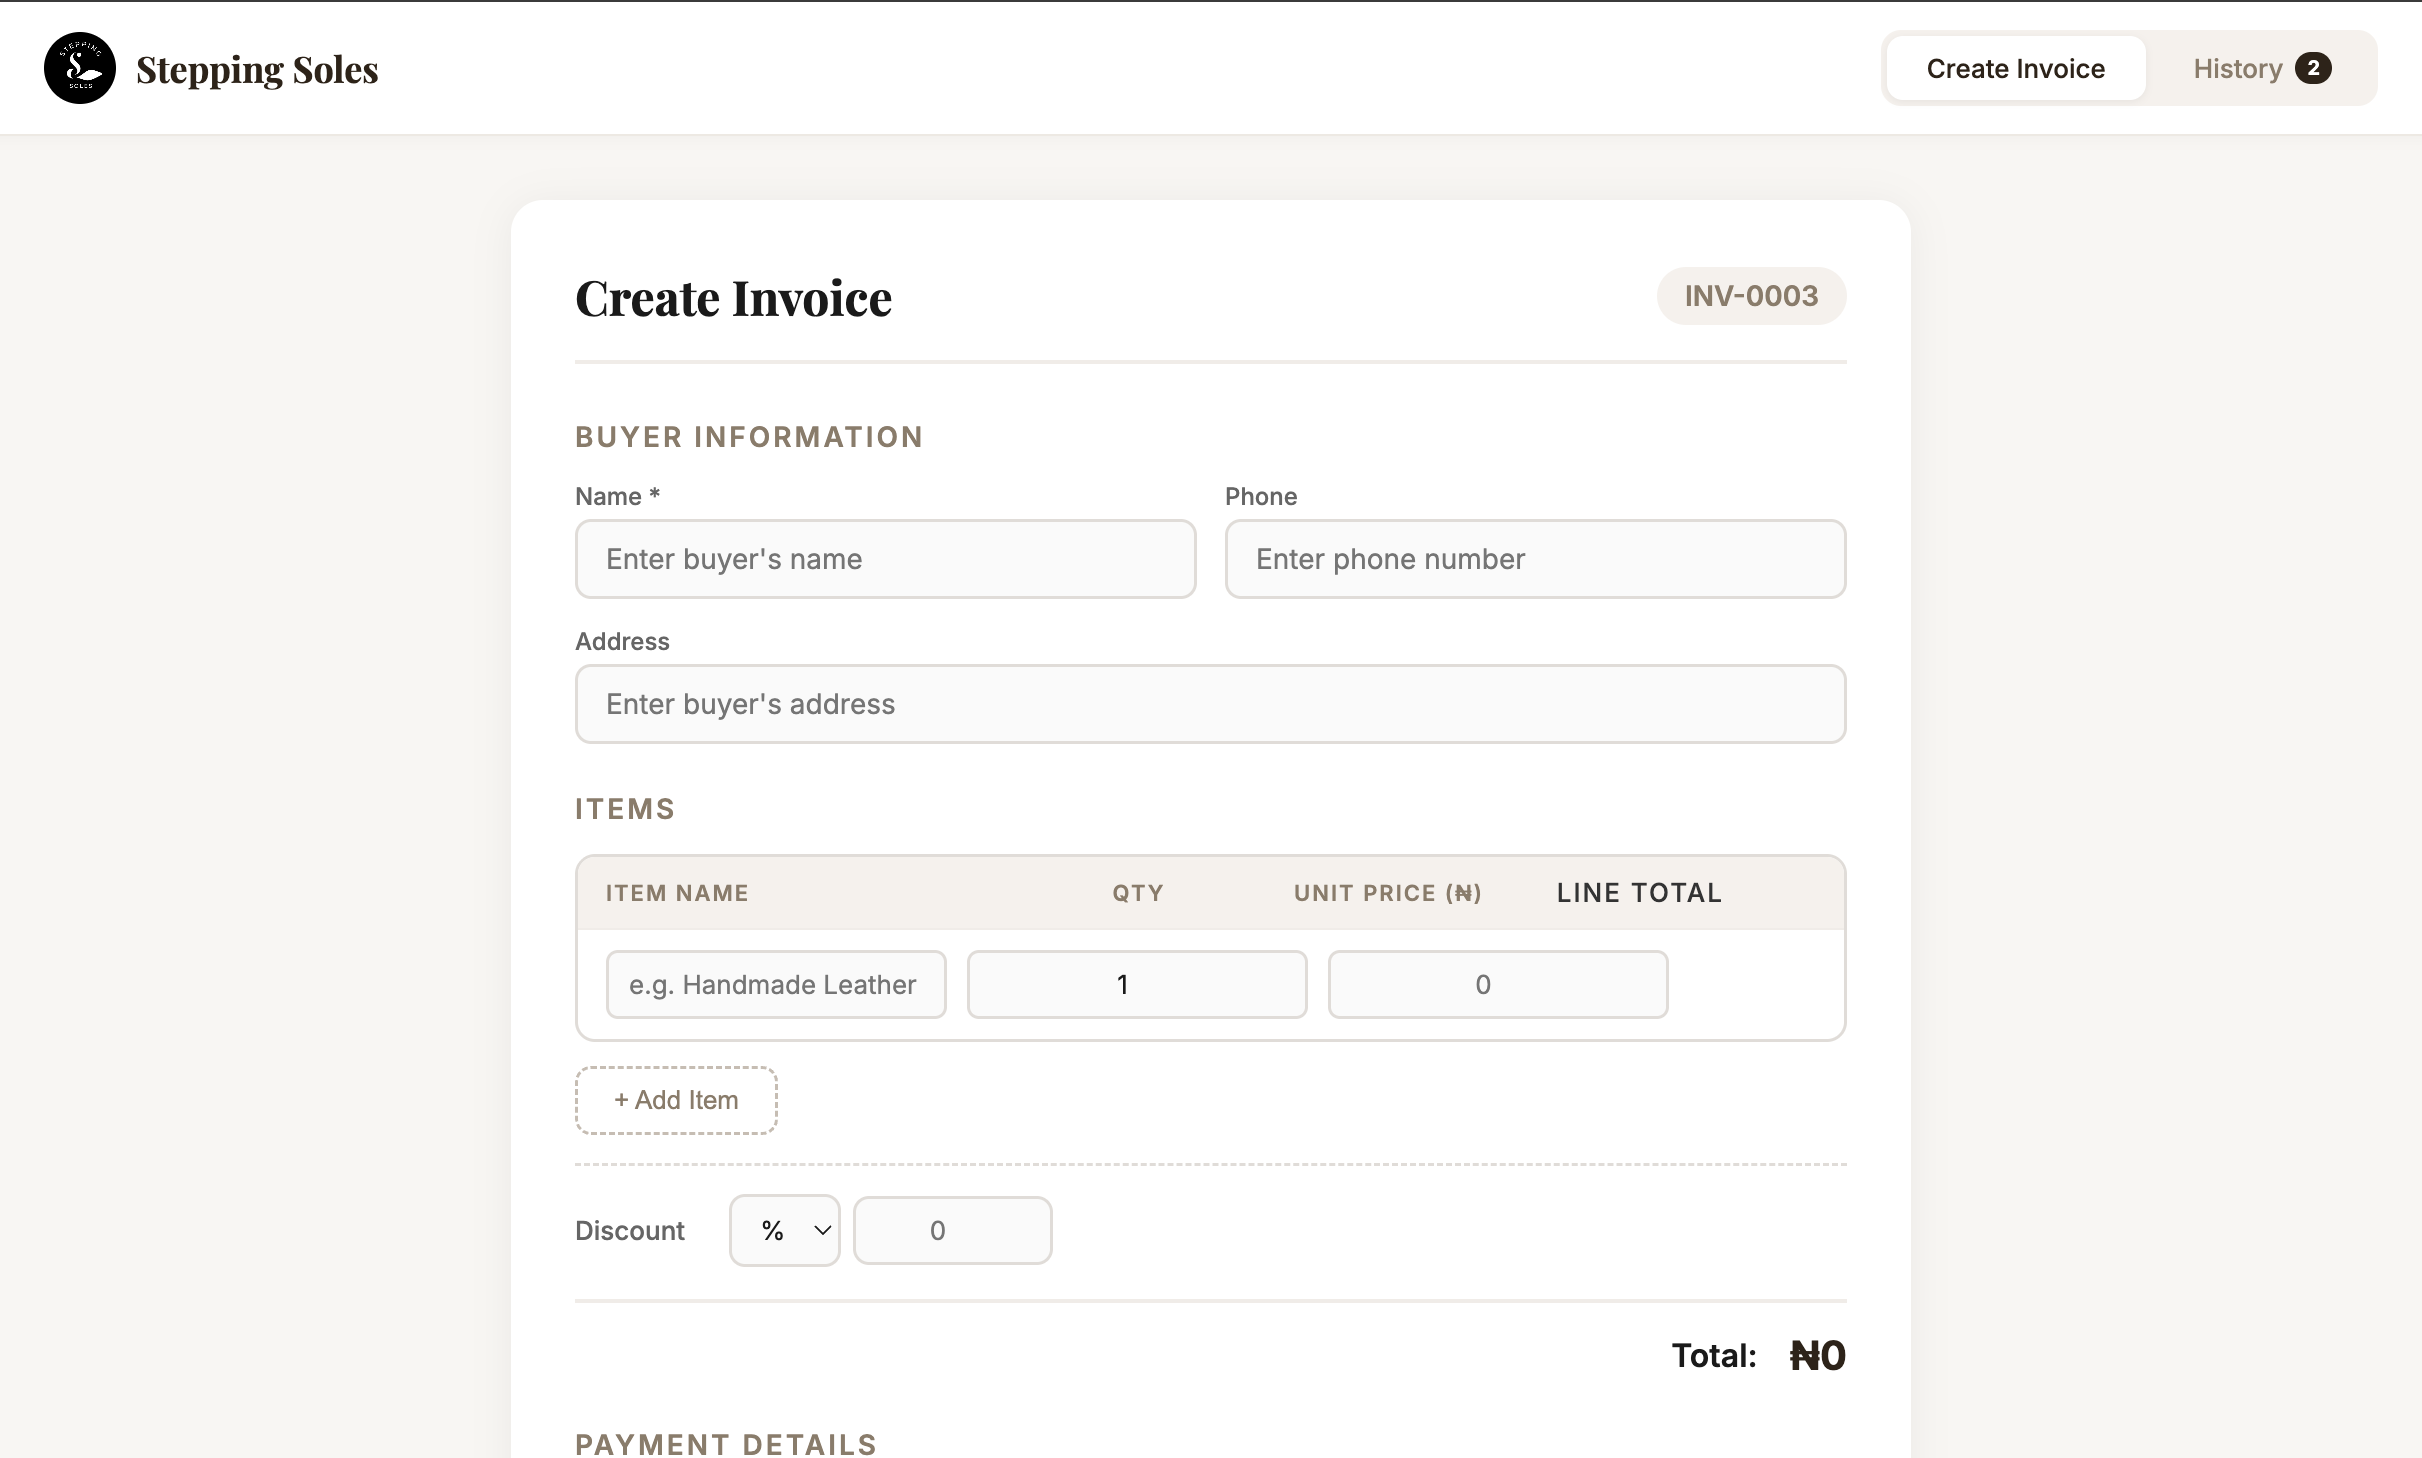 STEPPING
SOLES
Stepping Soles
Create Invoice
History 2
Create Invoice
INV-0003
BUYER INFORMATION
Name *
Phone
Enter buyer's name
Enter phone number
Address
Enter buyer's address
ITEMS
ITEM NAME QTY UNIT PRICE (₦) LINE TOTAL
e.g. Handmade Leather 1 0
+ Add Item
Discount % 0
Total: ₦0
PAYMENT DETAILS